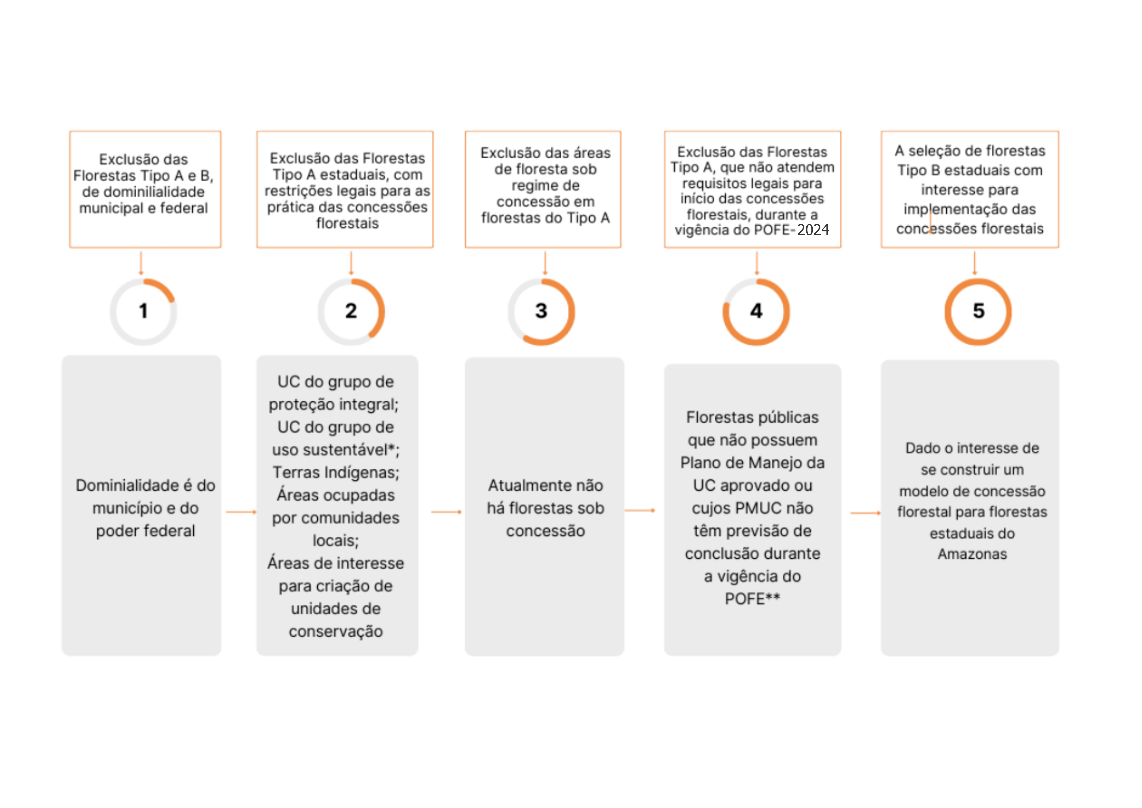 Exclusão das
Florestas Tipo A e B,
de dominilialidade
municipal e federal
Exclusão das Florestas
Tipo A estaduais, com
restrições legais para as
prática das concessões
florestais
Exclusão das áreas
de floresta sob
regime de
concessão em
florestas do Tipo A
Exclusão das Florestas
Tipo A, que não atendem
requisitos legais para
início das concessões
florestais, durante a
vigência do POFE-2024
A seleção de florestas
Tipo B estaduais com
interesse para
implementação das
concessões florestais
1
2
3
4
5
Dominialidade é do
município e do
poder federal
UC do grupo de
proteção integral;
UC do grupo de
uso sustentável*;
Terras Indígenas;
Áreas ocupadas
por comunidades
locais;
Áreas de interesse
para criação de
unidades de
conservação
Atualmente não
há florestas sob
concessão
Florestas públicas
que não possuem
Plano de Manejo da
UC aprovado ou
cujos PMUC não
têm previsão de
conclusão durante
a vigência do
POFE**
Dado o interesse de
se construir um
modelo de concessão
florestal para florestas
estaduais do
Amazonas